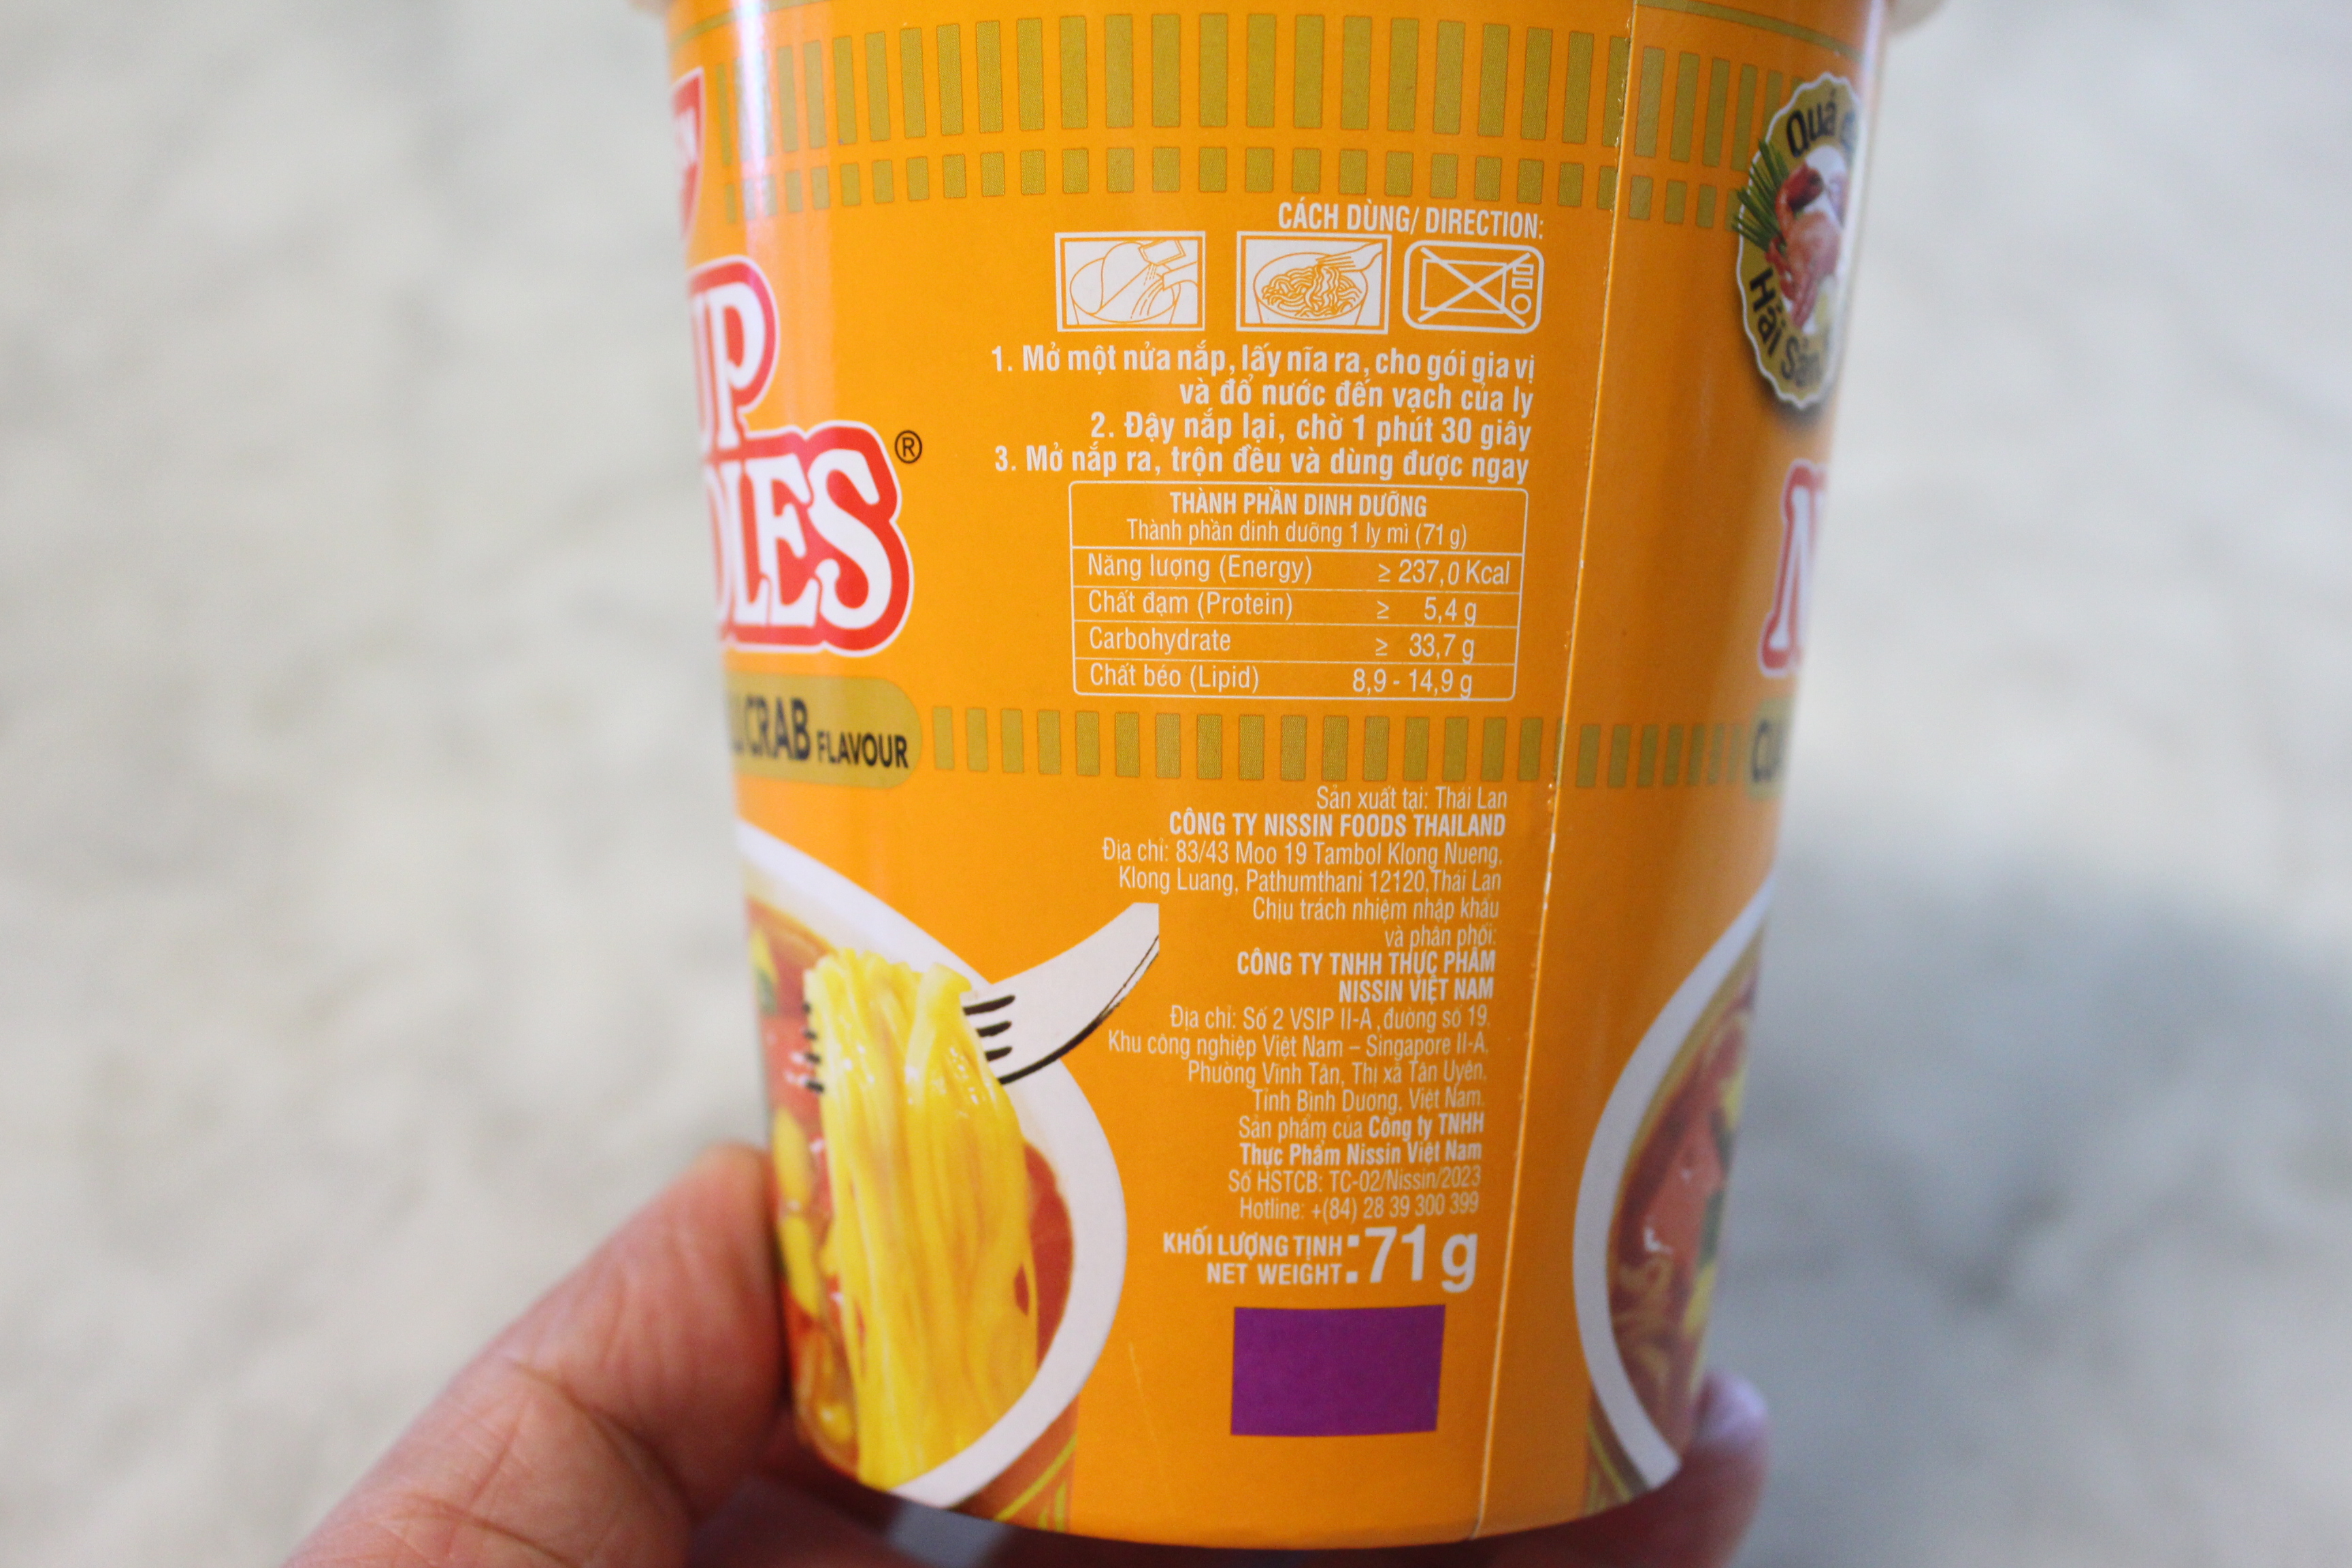 CÁCH DÙNG/ DIRECTION:
1. Mở một nửa nắp, lấy nĩa ra, cho gói gia vị
và đổ nước đến vạch của ly
2. Đậy nắp lại, chờ 1 phút 30 giây
3. Mở nắp ra, trộn đều và dùng được ngay
THÀNH PHẦN DINH DƯỠNG
Thành phần dinh dưỡng 1 ly mì (71 g)
Năng lượng (Energy) ≥ 237,0 Kcal
Chất đạm (Protein) ≥ 5,4 g
Carbohydrate ≥ 33,7 g
Chất béo (Lipid) 8,9 - 14,9 g
UP
DLES®
CRAB FLAVOUR
Sản xuất tại: Thái Lan
CÔNG TY NISSIN FOODS THAILAND
Địa chỉ: 83/43 Moo 19 Tambol Klong Nueng,
Klong Luang, Pathumthani 12120,Thái Lan
Chịu trách nhiệm nhập khẩu
và phân phối:
CÔNG TY TNHH THỰC PHẨM
NISSIN VIỆT NAM
Địa chỉ: Số 2 VSIP II-A ,đường số 19,
Khu công nghiệp Việt Nam – Singapore II-A,
Phường Vĩnh Tân, Thị xã Tân Uyên,
Tỉnh Bình Dương, Việt Nam.
Sản phẩm của Công ty TNHH
Thực Phẩm Nissin Việt Nam
Số HSTCB: TC-02/Nissin/2023
Hotline: +(84) 28 39 300 399
KHỐI LƯỢNG TỊNH
NET WEIGHT : 71 g
Quá
Hải Sản
N